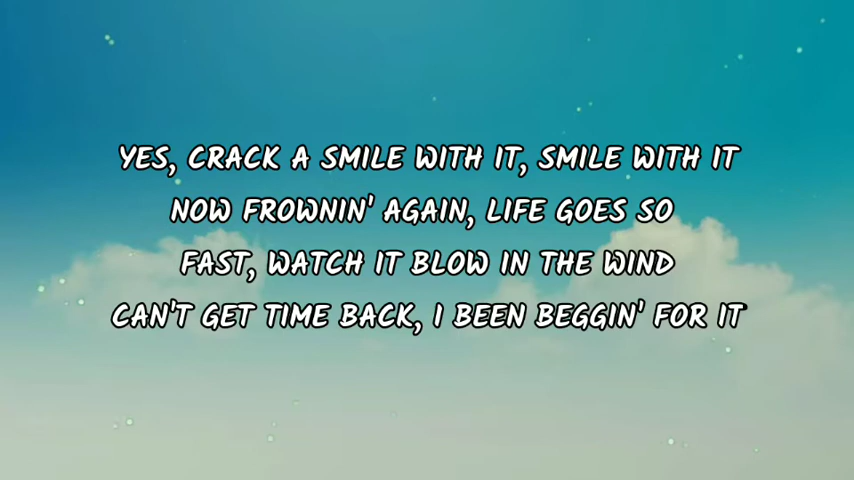 YES, CRACK A SMILE WITH IT, SMILE WITH IT
NOW FROWNIN' AGAIN, LIFE GOES SO
FAST, WATCH IT BLOW IN THE WIND
CAN'T GET TIME BACK, I BEEN BEGGIN' FOR IT